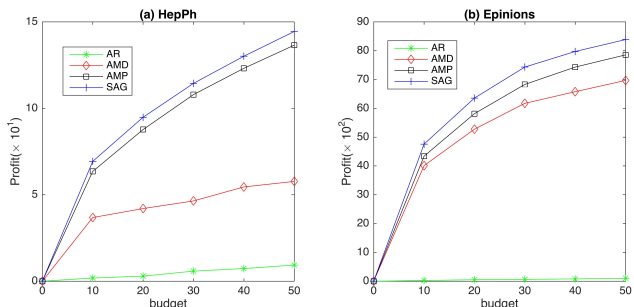 (a) HepPh
15
10
5
0
0 10 20 30 40 50
Profit(× 10¹)
budget
AR
AMD
AMP
SAG
(b) Epinions
90
80
70
60
50
40
30
20
10
0
0 10 20 30 40 50
Profit(× 10²)
budget
AR
AMD
AMP
SAG